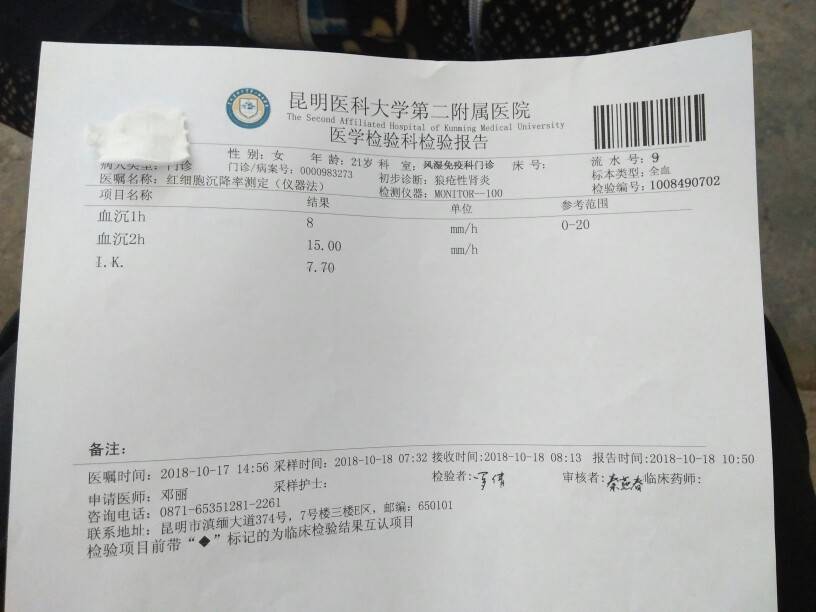 昆明医科大学第二附属医院
The Second Affiliated Hospital of Kunming Medical University
医学检验科检验报告
性 别：女 年 龄：21岁 科 室：风湿免疫科门诊 床 号： 流 水 号：9
病人类型：门诊 门诊/病案号：0000983273 初步诊断：狼疮性肾炎 标本类型：全血
医嘱名称：红细胞沉降率测定（仪器法） 检测仪器：MONITOR—100 检验编号：1008490702
项目名称 结果 单位 参考范围
血沉1h 8 mm/h 0-20
血沉2h 15.00 mm/h
I.K. 7.70
备注：
医嘱时间：2018-10-17 14:56 采样时间：2018-10-18 07:32 接收时间：2018-10-18 08:13 报告时间：2018-10-18 10:50
申请医师：邓丽 采样护士： 检验者： 审核者： 临床药师：
咨询电话：0871-65351281-2261
联系地址：昆明市滇缅大道374号，7号楼三楼E区，邮编：650101
检验项目前带“◆”标记的为临床检验结果互认项目